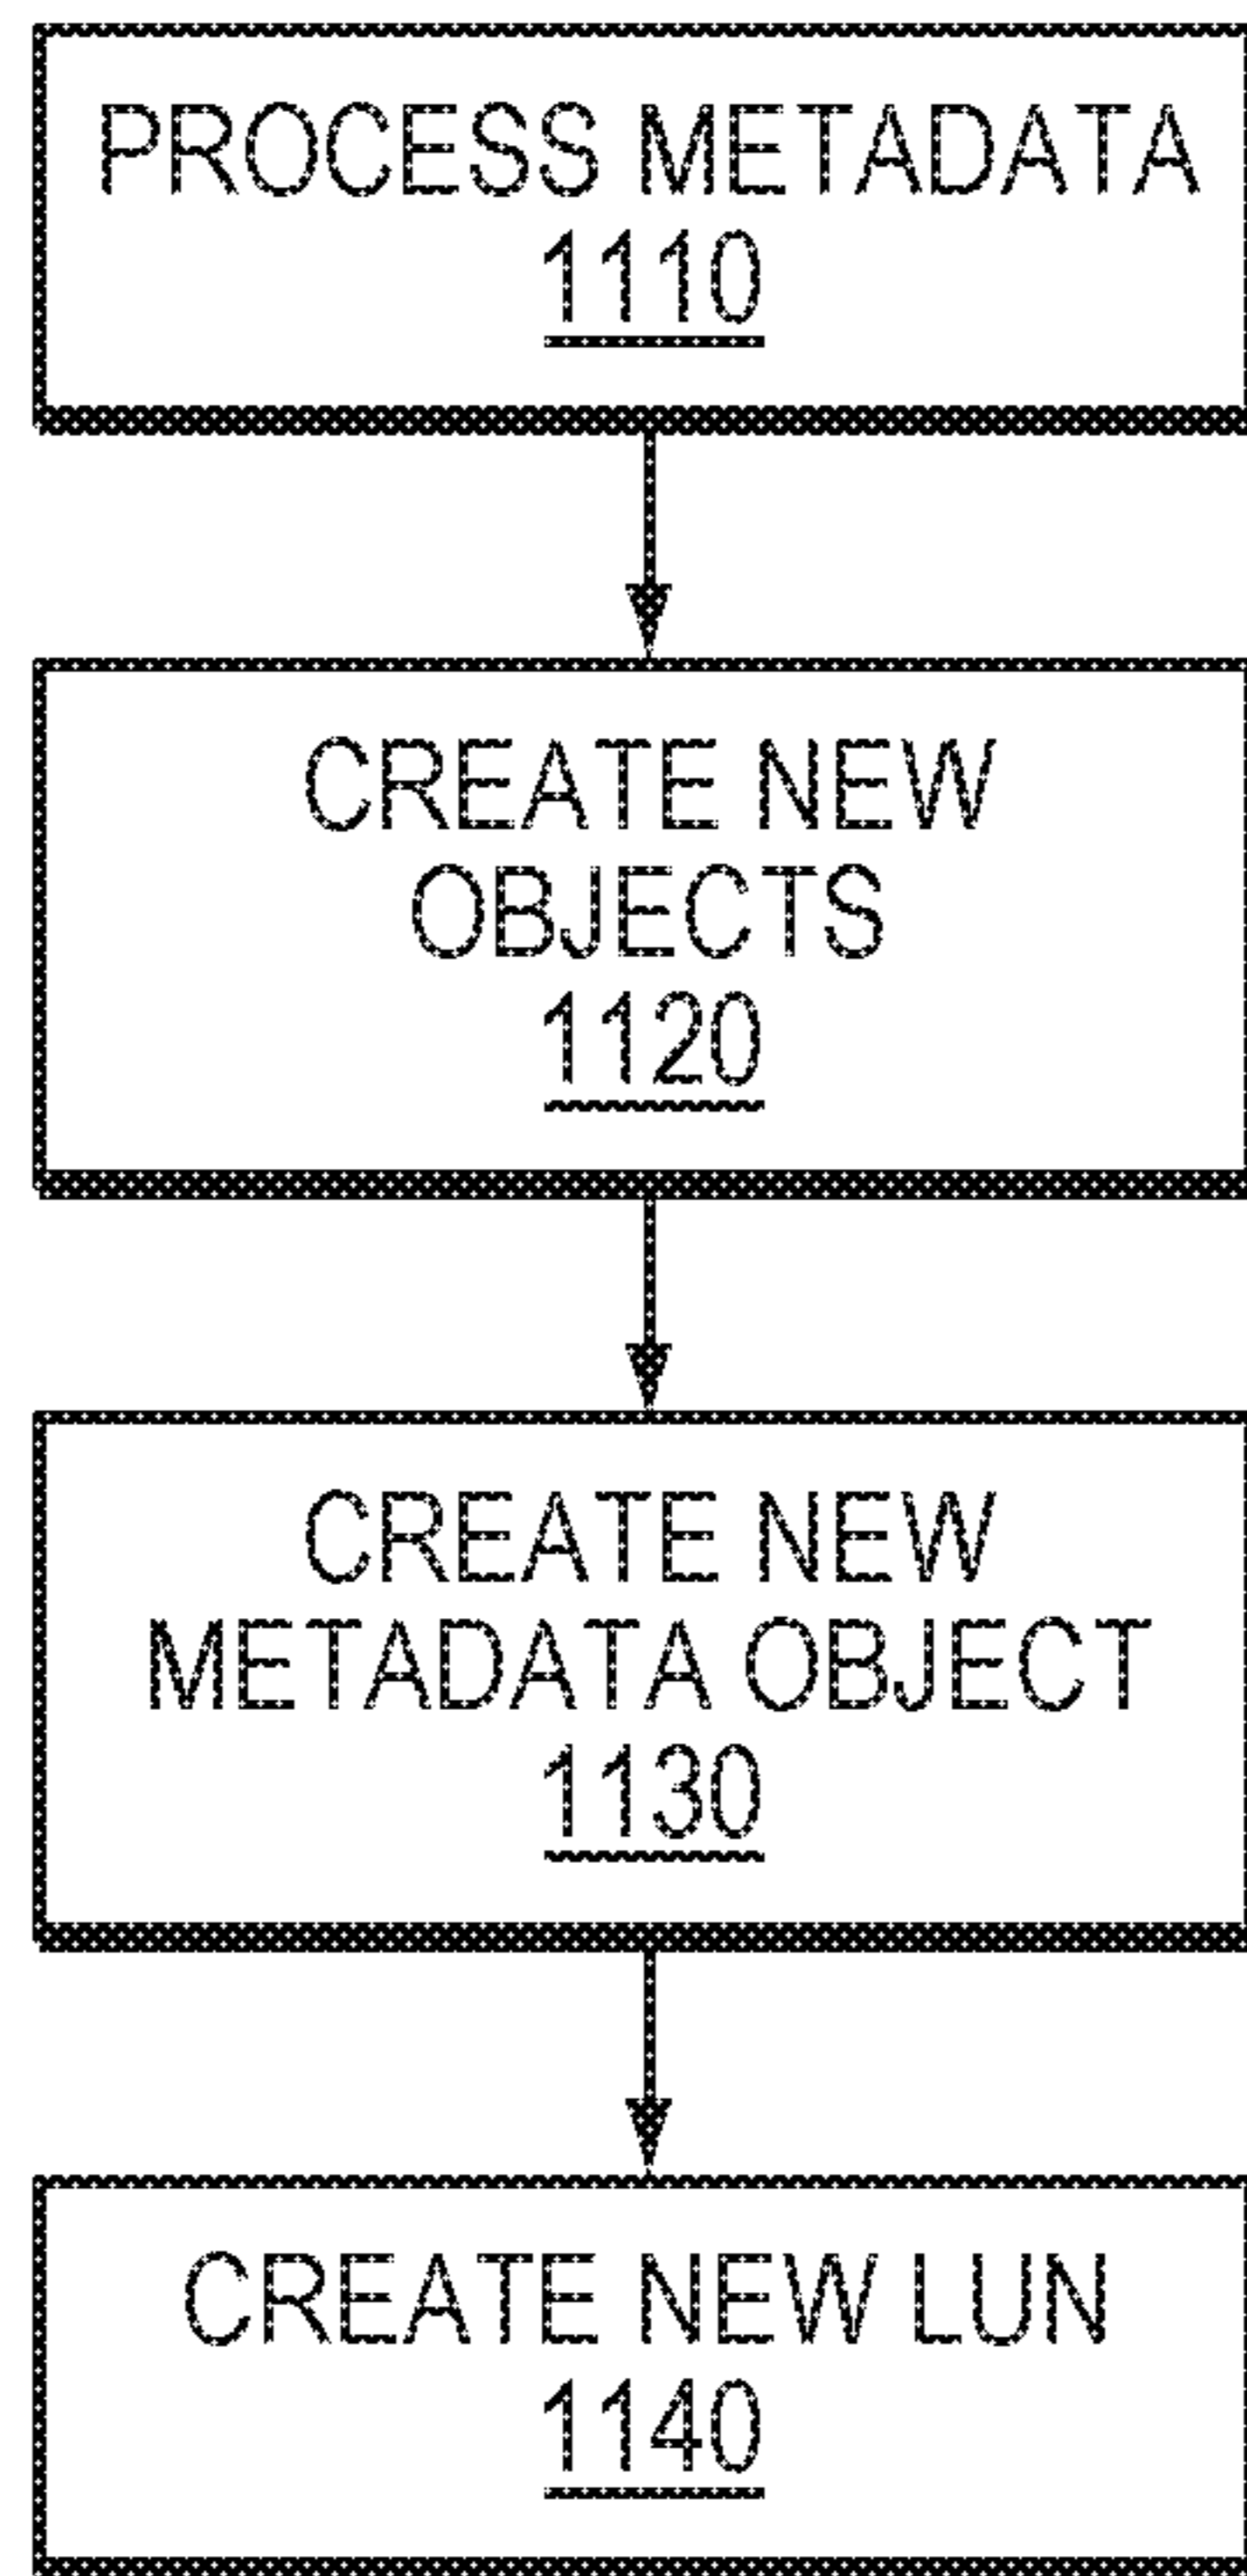 PROCESS METADATA
1110
CREATE NEW
OBJECTS
1120
CREATE NEW
METADATA OBJECT
1130
CREATE NEW LUN
1140